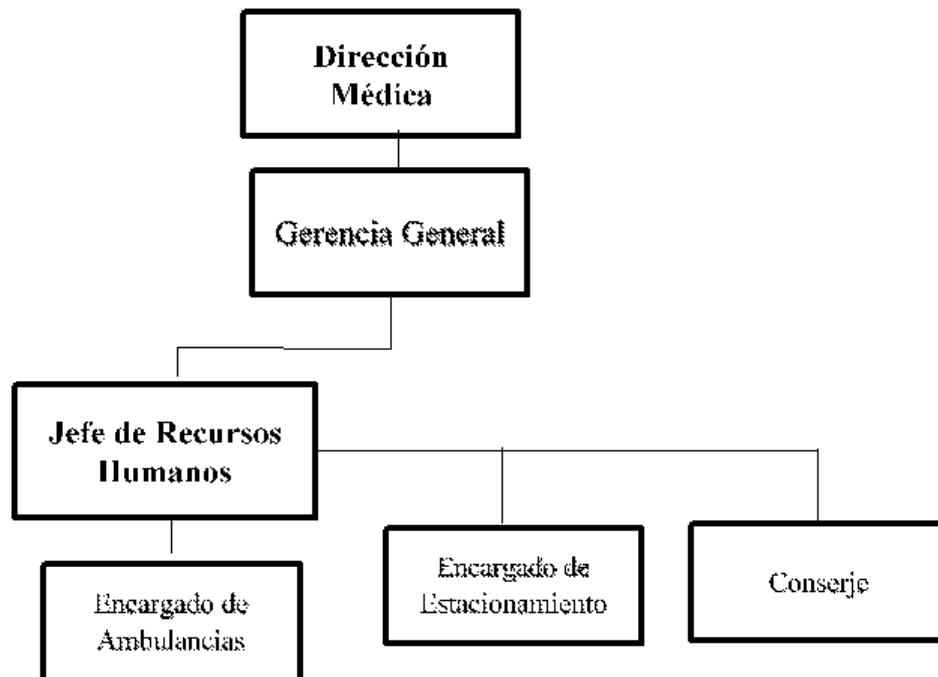 Dirección
Médica
Gerencia General
Jefe de Recursos
Humanos
Encargado de
Ambulancias
Encargado de
Estacionamiento
Conserje